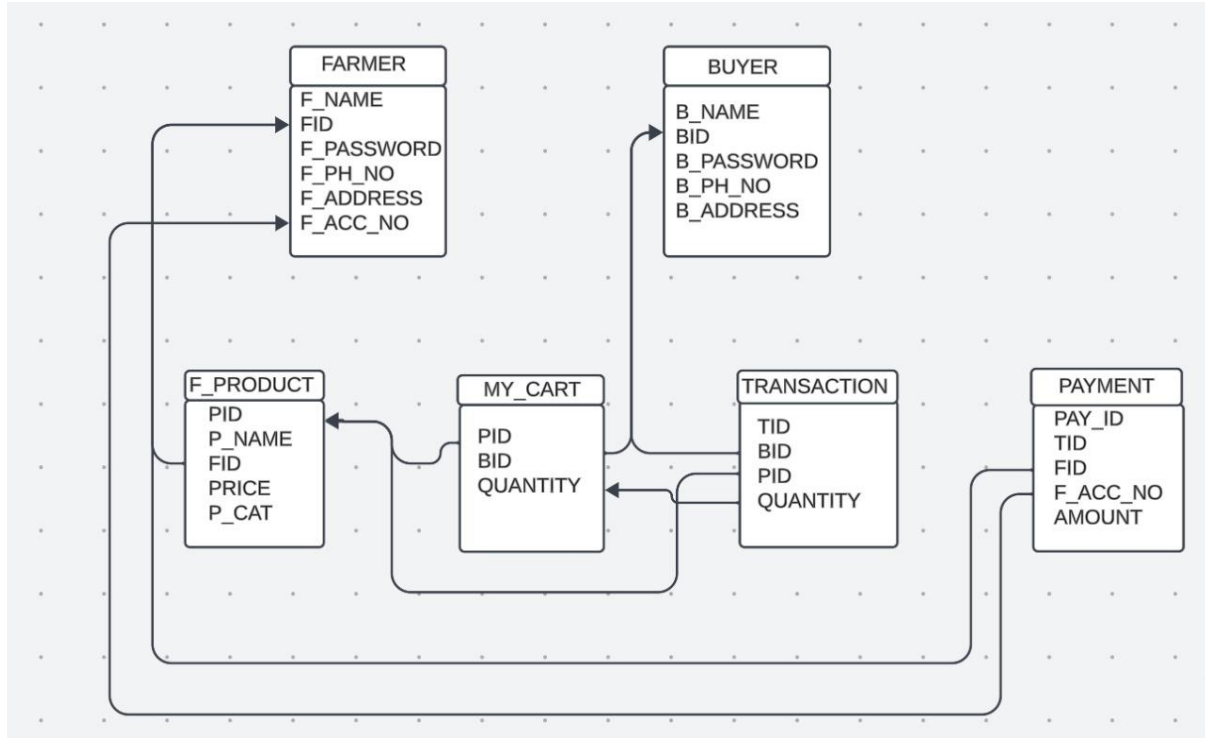 FARMER
F_NAME
FID
F_PASSWORD
F_PH_NO
F_ADDRESS
F_ACC_NO
BUYER
B_NAME
BID
B_PASSWORD
B_PH_NO
B_ADDRESS
F_PRODUCT
PID
P_NAME
FID
PRICE
P_CAT
MY_CART
PID
BID
QUANTITY
TRANSACTION
TID
BID
PID
QUANTITY
PAYMENT
PAY_ID
TID
FID
F_ACC_NO
AMOUNT